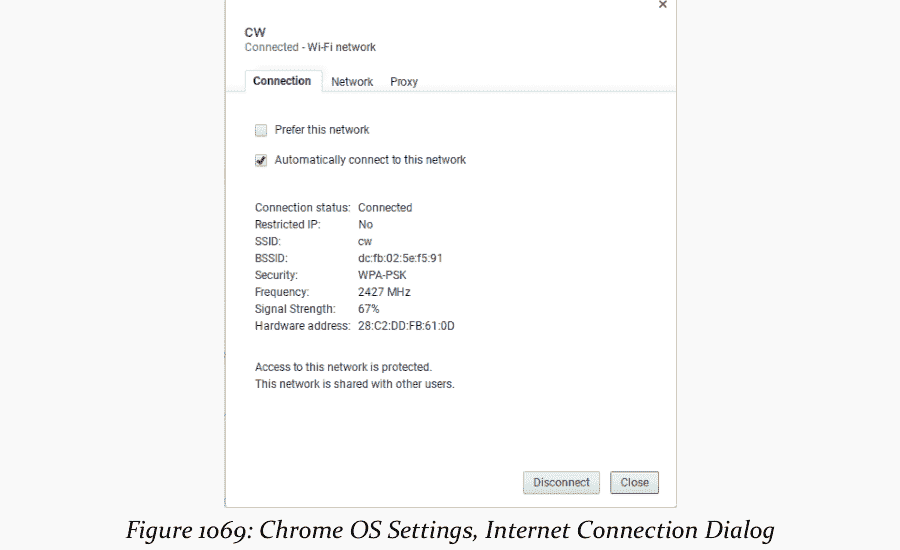 ×
CW
Connected - Wi-Fi network
Connection Network Proxy
Prefer this network
Automatically connect to this network
Connection status: Connected
Restricted IP: No
SSID: cw
BSSID: dc:fb:02:5e:f5:91
Security: WPA-PSK
Frequency: 2427 MHz
Signal Strength: 67%
Hardware address: 28:C2:DD:FB:61:0D
Access to this network is protected.
This network is shared with other users.
Disconnect Close
Figure 1069: Chrome OS Settings, Internet Connection Dialog